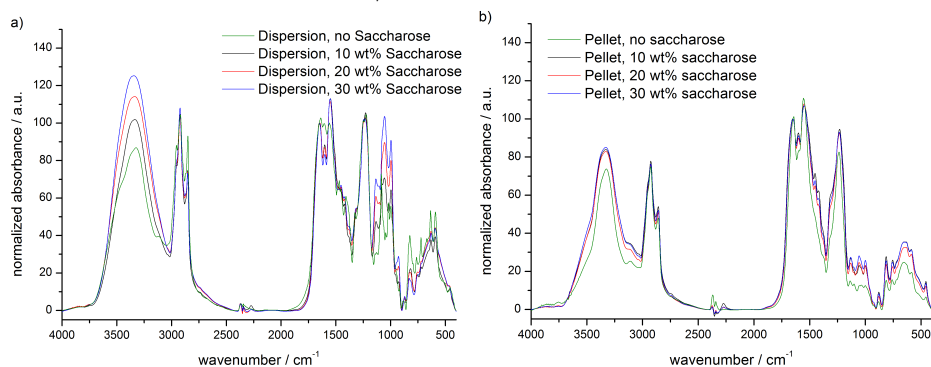 a)
Dispersion, no Saccharose
Dispersion, 10 wt% Saccharose
Dispersion, 20 wt% Saccharose
Dispersion, 30 wt% Saccharose
normalized absorbance / a.u.
140
120
100
80
60
40
20
0
4000 3500 3000 2500 2000 1500 1000 500
wavenumber / cm⁻¹
b)
Pellet, no saccharose
Pellet, 10 wt% saccharose
Pellet, 20 wt% saccharose
Pellet, 30 wt% saccharose
normalized absorbance / a.u.
140
120
100
80
60
40
20
0
4000 3500 3000 2500 2000 1500 1000 500
wavenumber / cm⁻¹